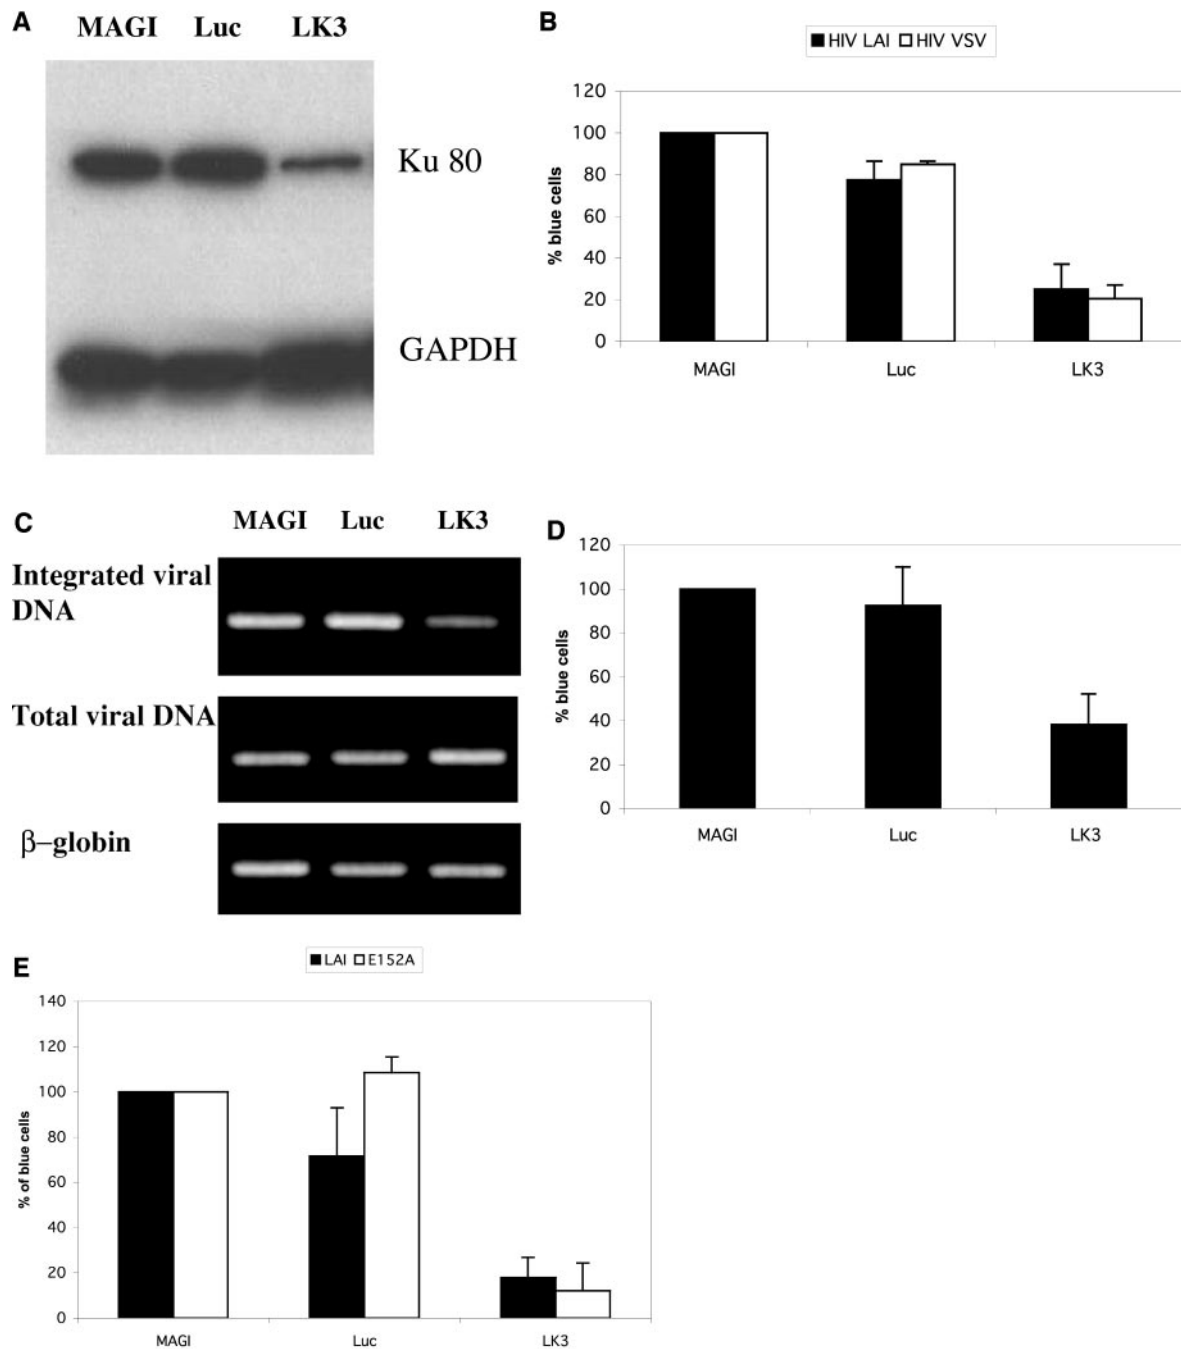 A
MAGI Luc LK3
Ku 80
GAPDH
B
HIV LAI HIV VSV
120
100
80
60
40
20
0
% blue cells
MAGI Luc LK3
C
MAGI Luc LK3
Integrated viral
DNA
Total viral DNA
β–globin
D
120
100
80
60
40
20
0
% blue cells
MAGI Luc LK3
E
LAI E152A
140
120
100
80
60
40
20
0
% of blue cells
MAGI Luc LK3